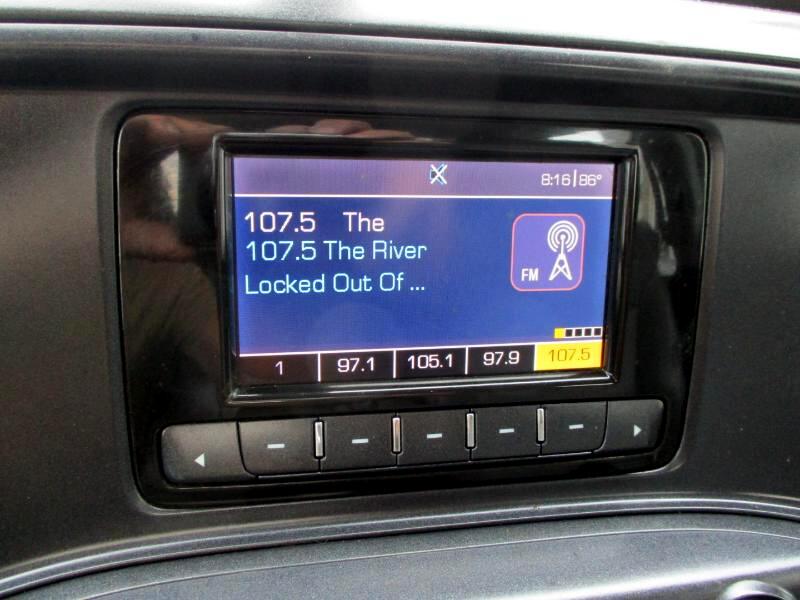 8:16 86°
107.5 The
107.5 The River
Locked Out Of ...
FM
1 97.1 105.1 97.9 107.5